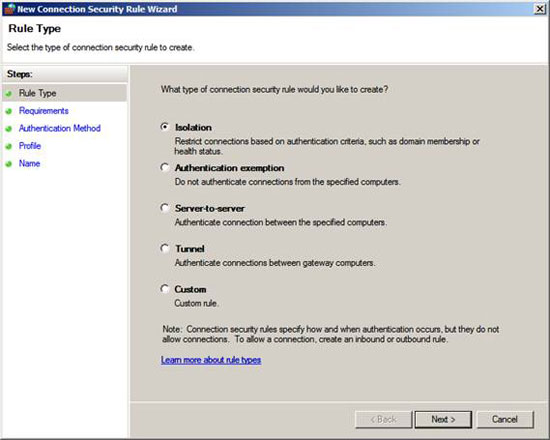 New Connection Security Rule Wizard
Rule Type
Select the type of connection security rule to create.
Steps:
Rule Type
Requirements
Authentication Method
Profile
Name
What type of connection security rule would you like to create?
Isolation
Restrict connections based on authentication criteria, such as domain membership or
health status.
Authentication exemption
Do not authenticate connections from the specified computers.
Server-to-server
Authenticate connection between the specified computers.
Tunnel
Authenticate connections between gateway computers.
Custom
Custom rule.
Note: Connection security rules specify how and when authentication occurs, but they do not
allow connections. To allow a connection, create an inbound or outbound rule.
Learn more about rule types
< Back
Next >
Cancel